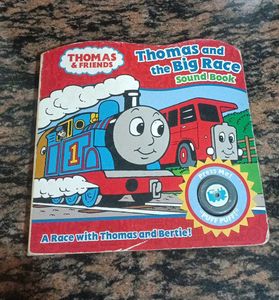 THOMAS
& FRIENDS
Thomas and
the Big Race
Sound Book
1
Press Me!
PUFF PUFF!
A Race with Thomas and Bertie!